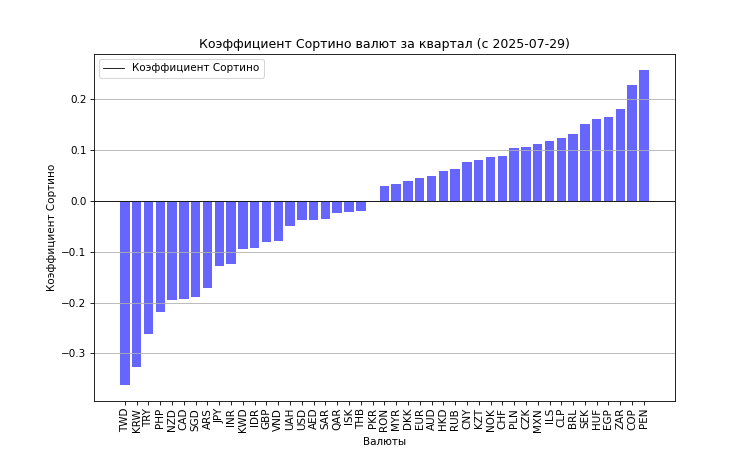 Коэффициент Сортино валют за квартал (с 2025-07-29)
Коэффициент Сортино
Коэффициент Сортино
0.2
0.1
0.0
−0.1
−0.2
−0.3
TWD
KRW
TRY
PHP
NZD
CAD
SGD
ARS
JPY
INR
KWD
IDR
GBP
VND
UAH
USD
AED
SAR
QAR
ISK
THB
PKR
RON
MYR
DKK
EUR
AUD
HKD
RUB
CNY
KZT
NOK
CHF
PLN
CZK
MXN
ILS
CLP
BRL
SEK
HUF
EGP
ZAR
COP
PEN
Валюты